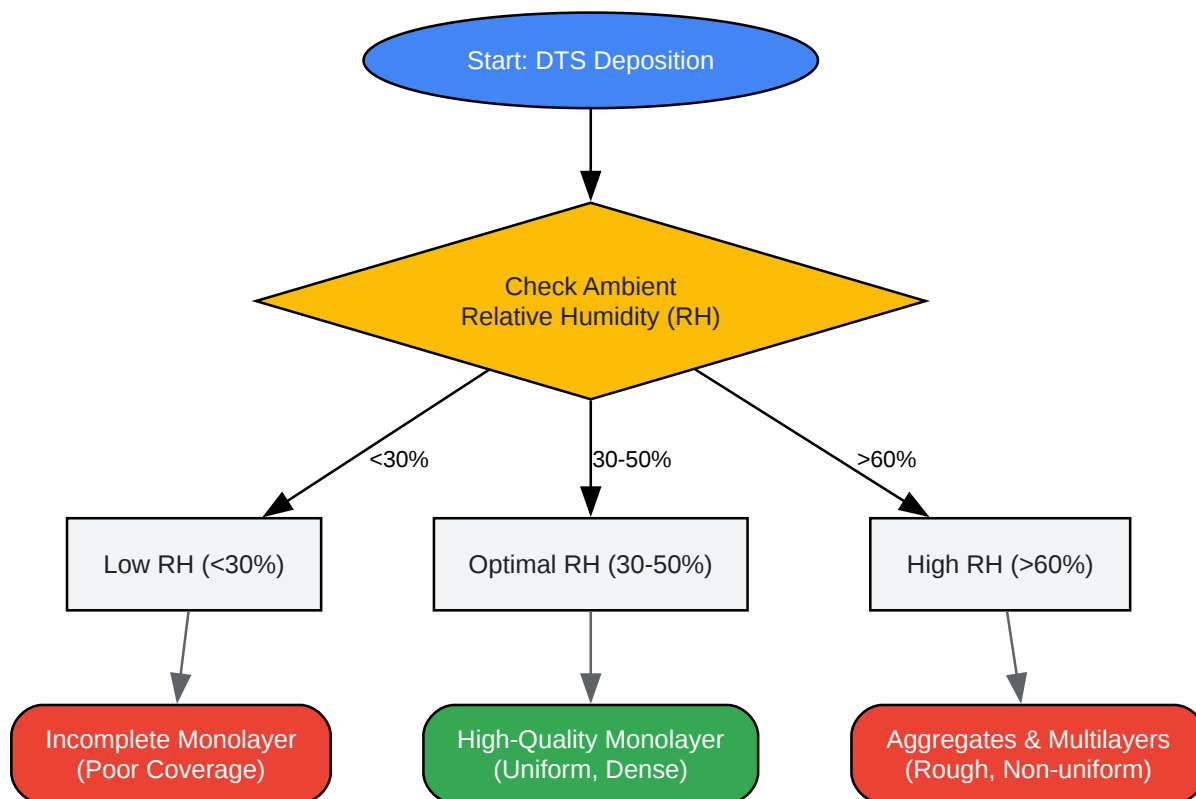 Start: DTS Deposition
Check Ambient
Relative Humidity (RH)
<30%
30-50%
>60%
Low RH (<30%)
Optimal RH (30-50%)
High RH (>60%)
Incomplete Monolayer
(Poor Coverage)
High-Quality Monolayer
(Uniform, Dense)
Aggregates & Multilayers
(Rough, Non-uniform)